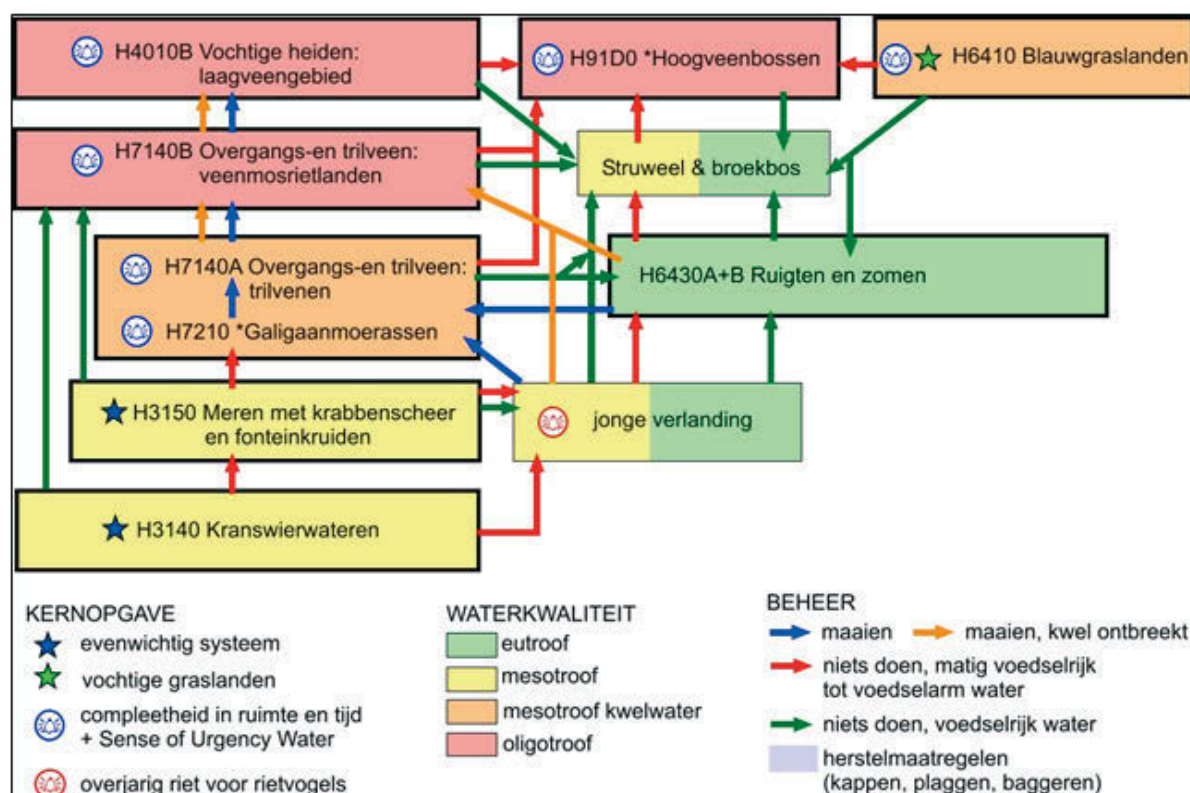 H4010B Vochtige heiden:
laagveengebied
H91D0 *Hoogveenbossen
H6410 Blauwgraslanden
H7140B Overgangs-en trilveen:
veenmosrietlanden
Struweel & broekbos
H7140A Overgangs-en trilveen:
trilvenen
H7210 *Galigaanmoerassen
H6430A+B Ruigten en zomen
H3150 Meren met krabbenscheer
en fonteinkruiden
jonge verlanding
H3140 Kranswierwateren
KERNOPGAVE
evenwichtig systeem
vochtige graslanden
compleetheid in ruimte en tijd
+ Sense of Urgency Water
overjarig riet voor rietvogels
WATERKWALITEIT
eutroof
mesotroof
mesotroof kwelwater
oligotroof
BEHEER
maaien
maaien, kwel ontbreekt
niets doen, matig voedselrijk
tot voedselarm water
niets doen, voedselrijk water
herstelmaatregelen
(kappen, plaggen, baggeren)